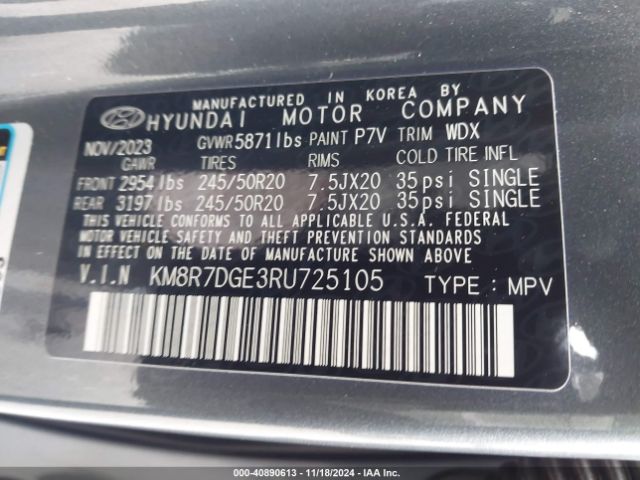 MANUFACTURED IN KOREA BY
HYUNDAI MOTOR COMPANY
NOV/2023 GVWR 5871lbs PAINT P7V TRIM WDX
GAWR TIRES RIMS COLD TIRE INFL
FRONT 2954lbs 245/50R20 7.5JX20 35psi SINGLE
REAR 3197lbs 245/50R20 7.5JX20 35psi SINGLE
THIS VEHICLE CONFORMS TO ALL APPLICABLE U.S.A. FEDERAL
MOTOR VEHICLE SAFETY AND THEFT PREVENTION STANDARDS
IN EFFECT ON THE DATE OF MANUFACTURE SHOWN ABOVE.
V.I.N KM8R7DGE3RU725105 TYPE : MPV
000-40890613 - 11/18/2024 - IAA Inc.